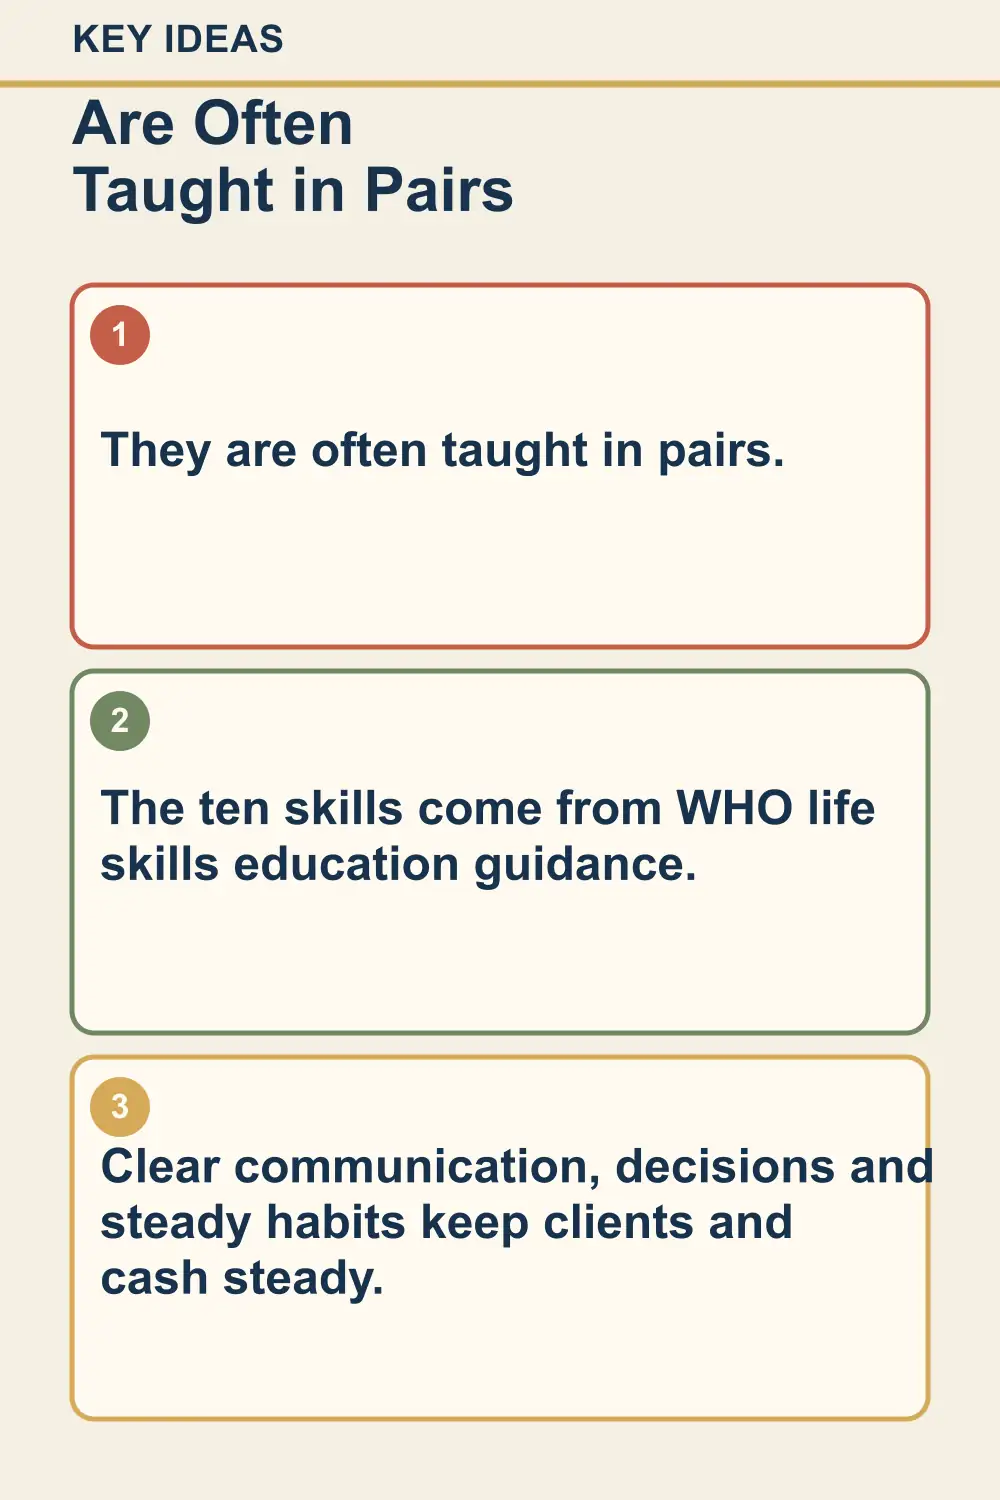 KEY IDEAS
Are Often
Taught in Pairs
1
They are often taught in pairs.
2
The ten skills come from WHO life
skills education guidance.
3
Clear communication, decisions and
steady habits keep clients and
cash steady.